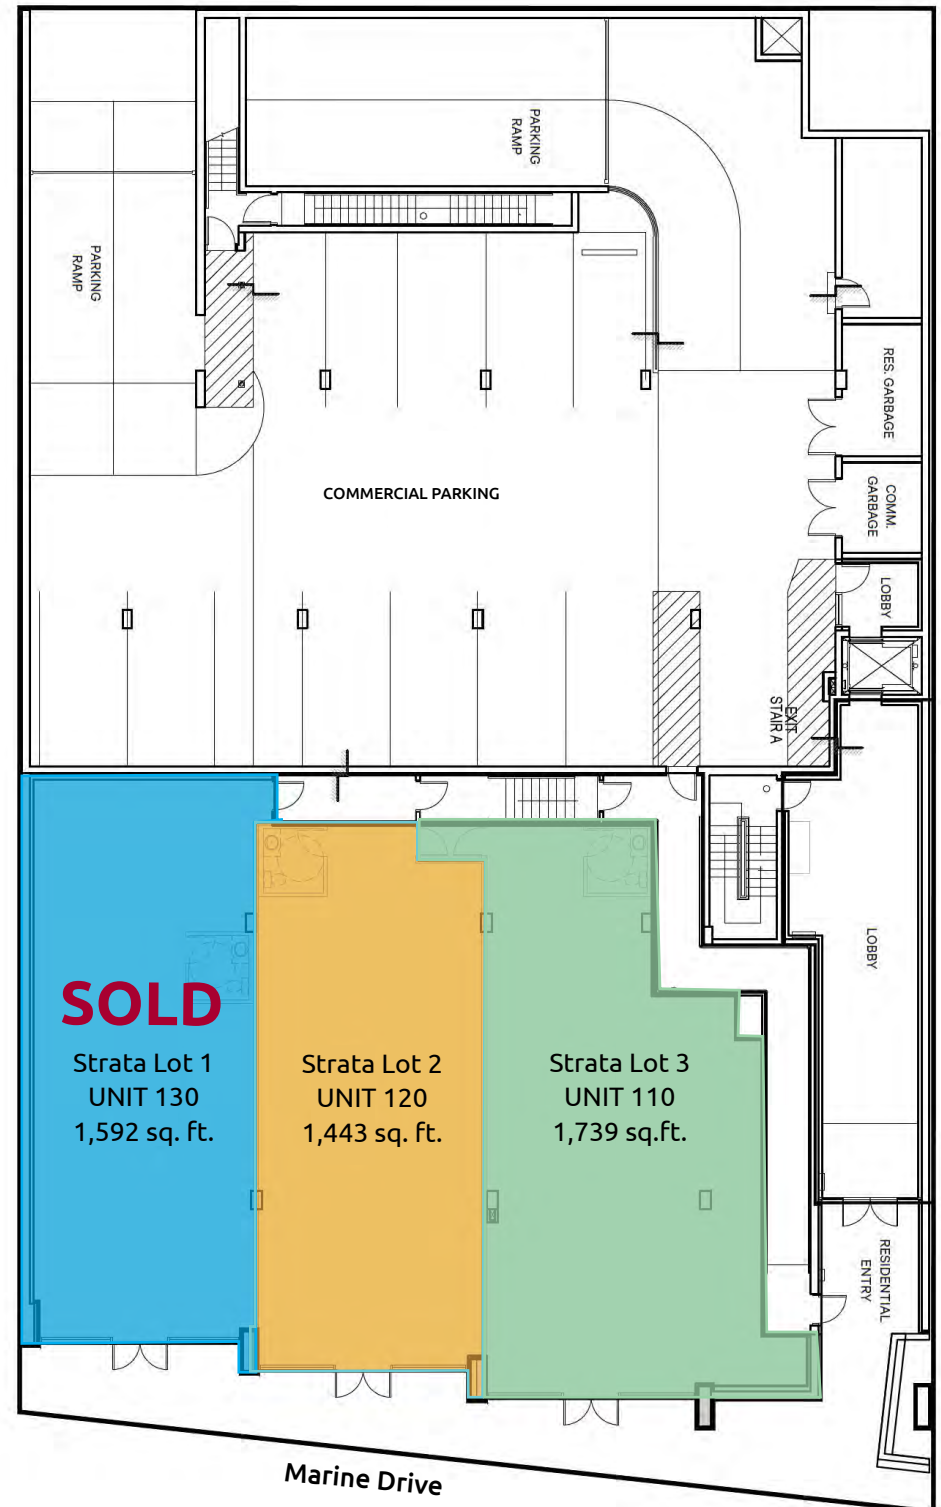 PARKING
RAMP
PARKING
RAMP
RES. GARBAGE
COMMERCIAL PARKING
COMM.
GARBAGE
LOBBY
EXIT
STAIR A
LOBBY
SOLD
Strata Lot 1
UNIT 130
1,592 sq. ft.
Strata Lot 2
UNIT 120
1,443 sq. ft.
Strata Lot 3
UNIT 110
1,739 sq.ft.
RESIDENTIAL
ENTRY
Marine Drive